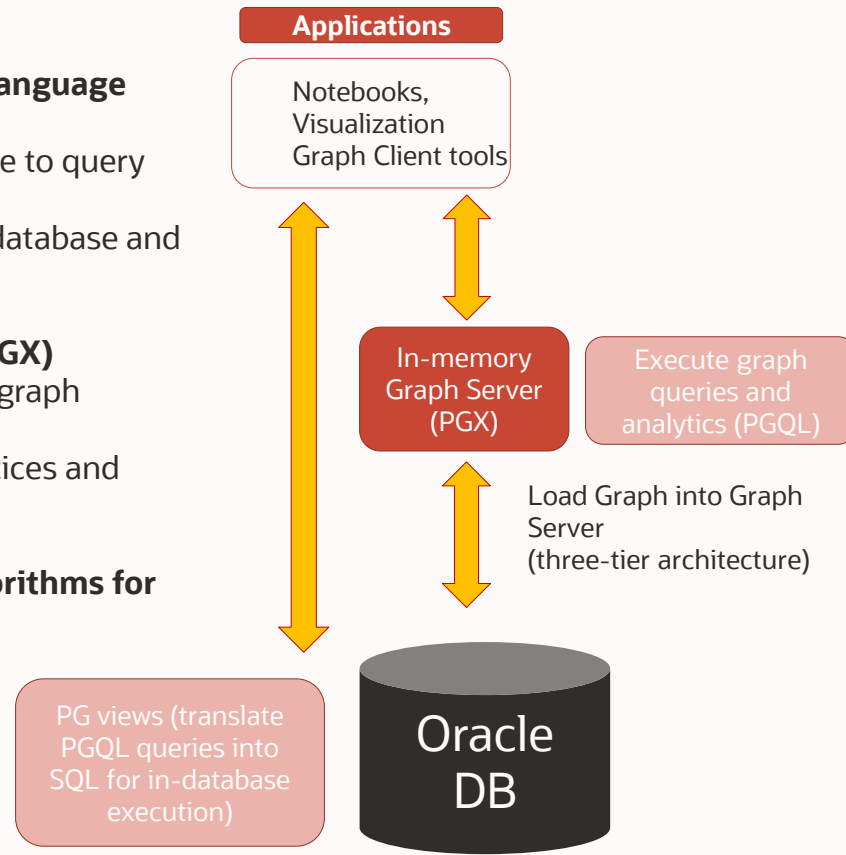 Applications
Notebooks,
Visualization
Graph Client tools
anguage
e to query
database and
GX)
graph
ices and
orithms for
In-memory
Graph Server
(PGX)
Execute graph
queries and
analytics (PGQL)
Load Graph into Graph
Server
(three-tier architecture)
PG views (translate
PGQL queries into
SQL for in-database
execution)
Oracle
DB